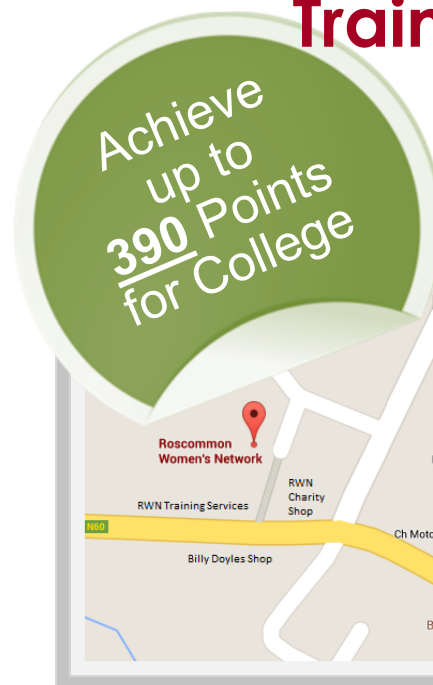 Train
Achieve
up to
390 Points
for College
Roscommon
Women's Network
RWN
Charity
Shop
RWN Training Services
N60
Ch Moto
Billy Doyles Shop
B